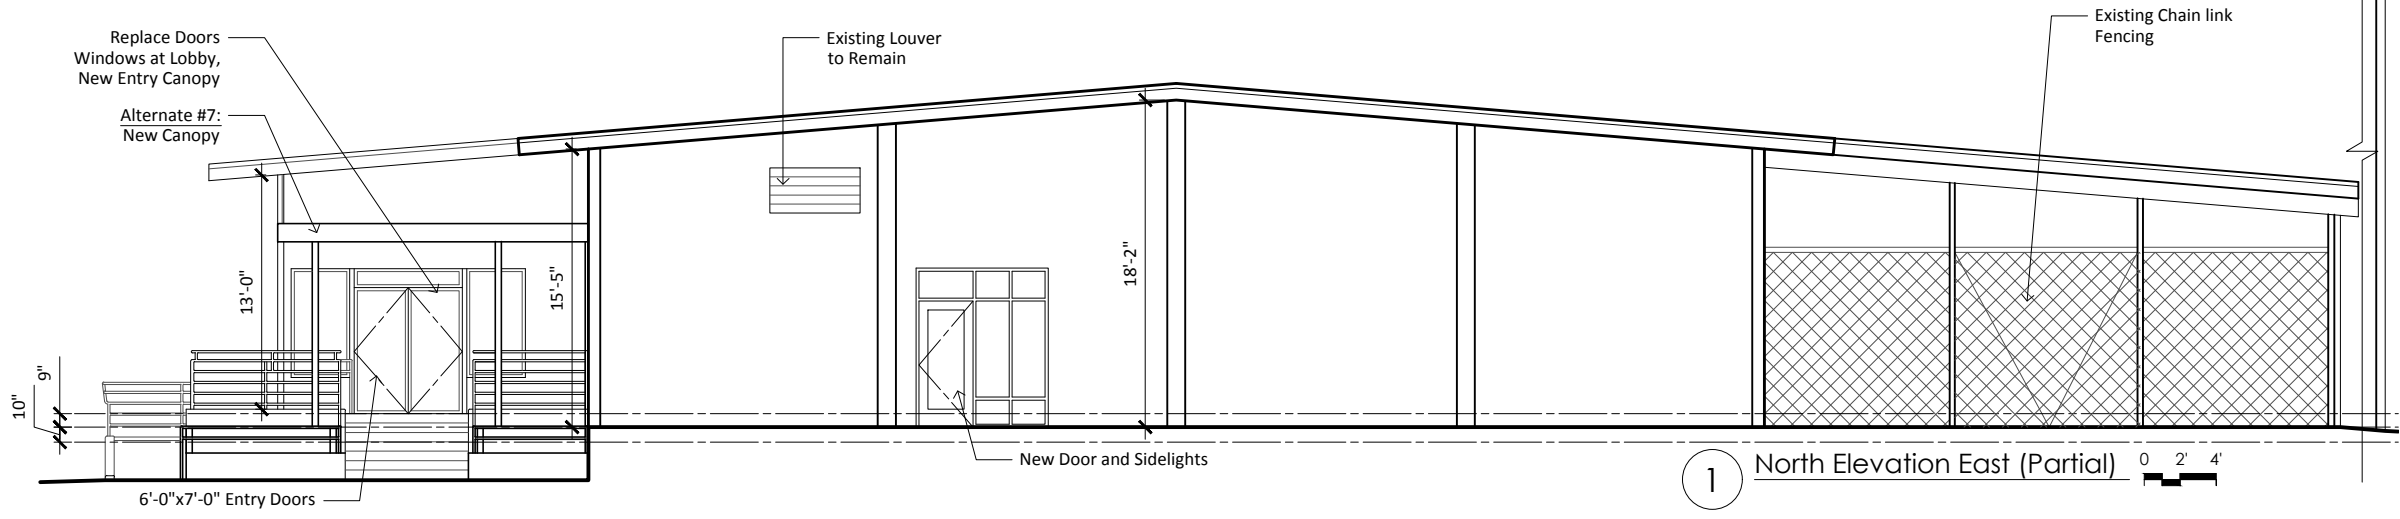 Replace Doors
Windows at Lobby,
New Entry Canopy
Alternate #7:
New Canopy
Existing Louver
to Remain
Existing Chain link
Fencing
13'-0"
15'-5"
18'-2"
9"
10"
New Door and Sidelights
6'-0"x7'-0" Entry Doors
1
North Elevation East (Partial)
0 2' 4'